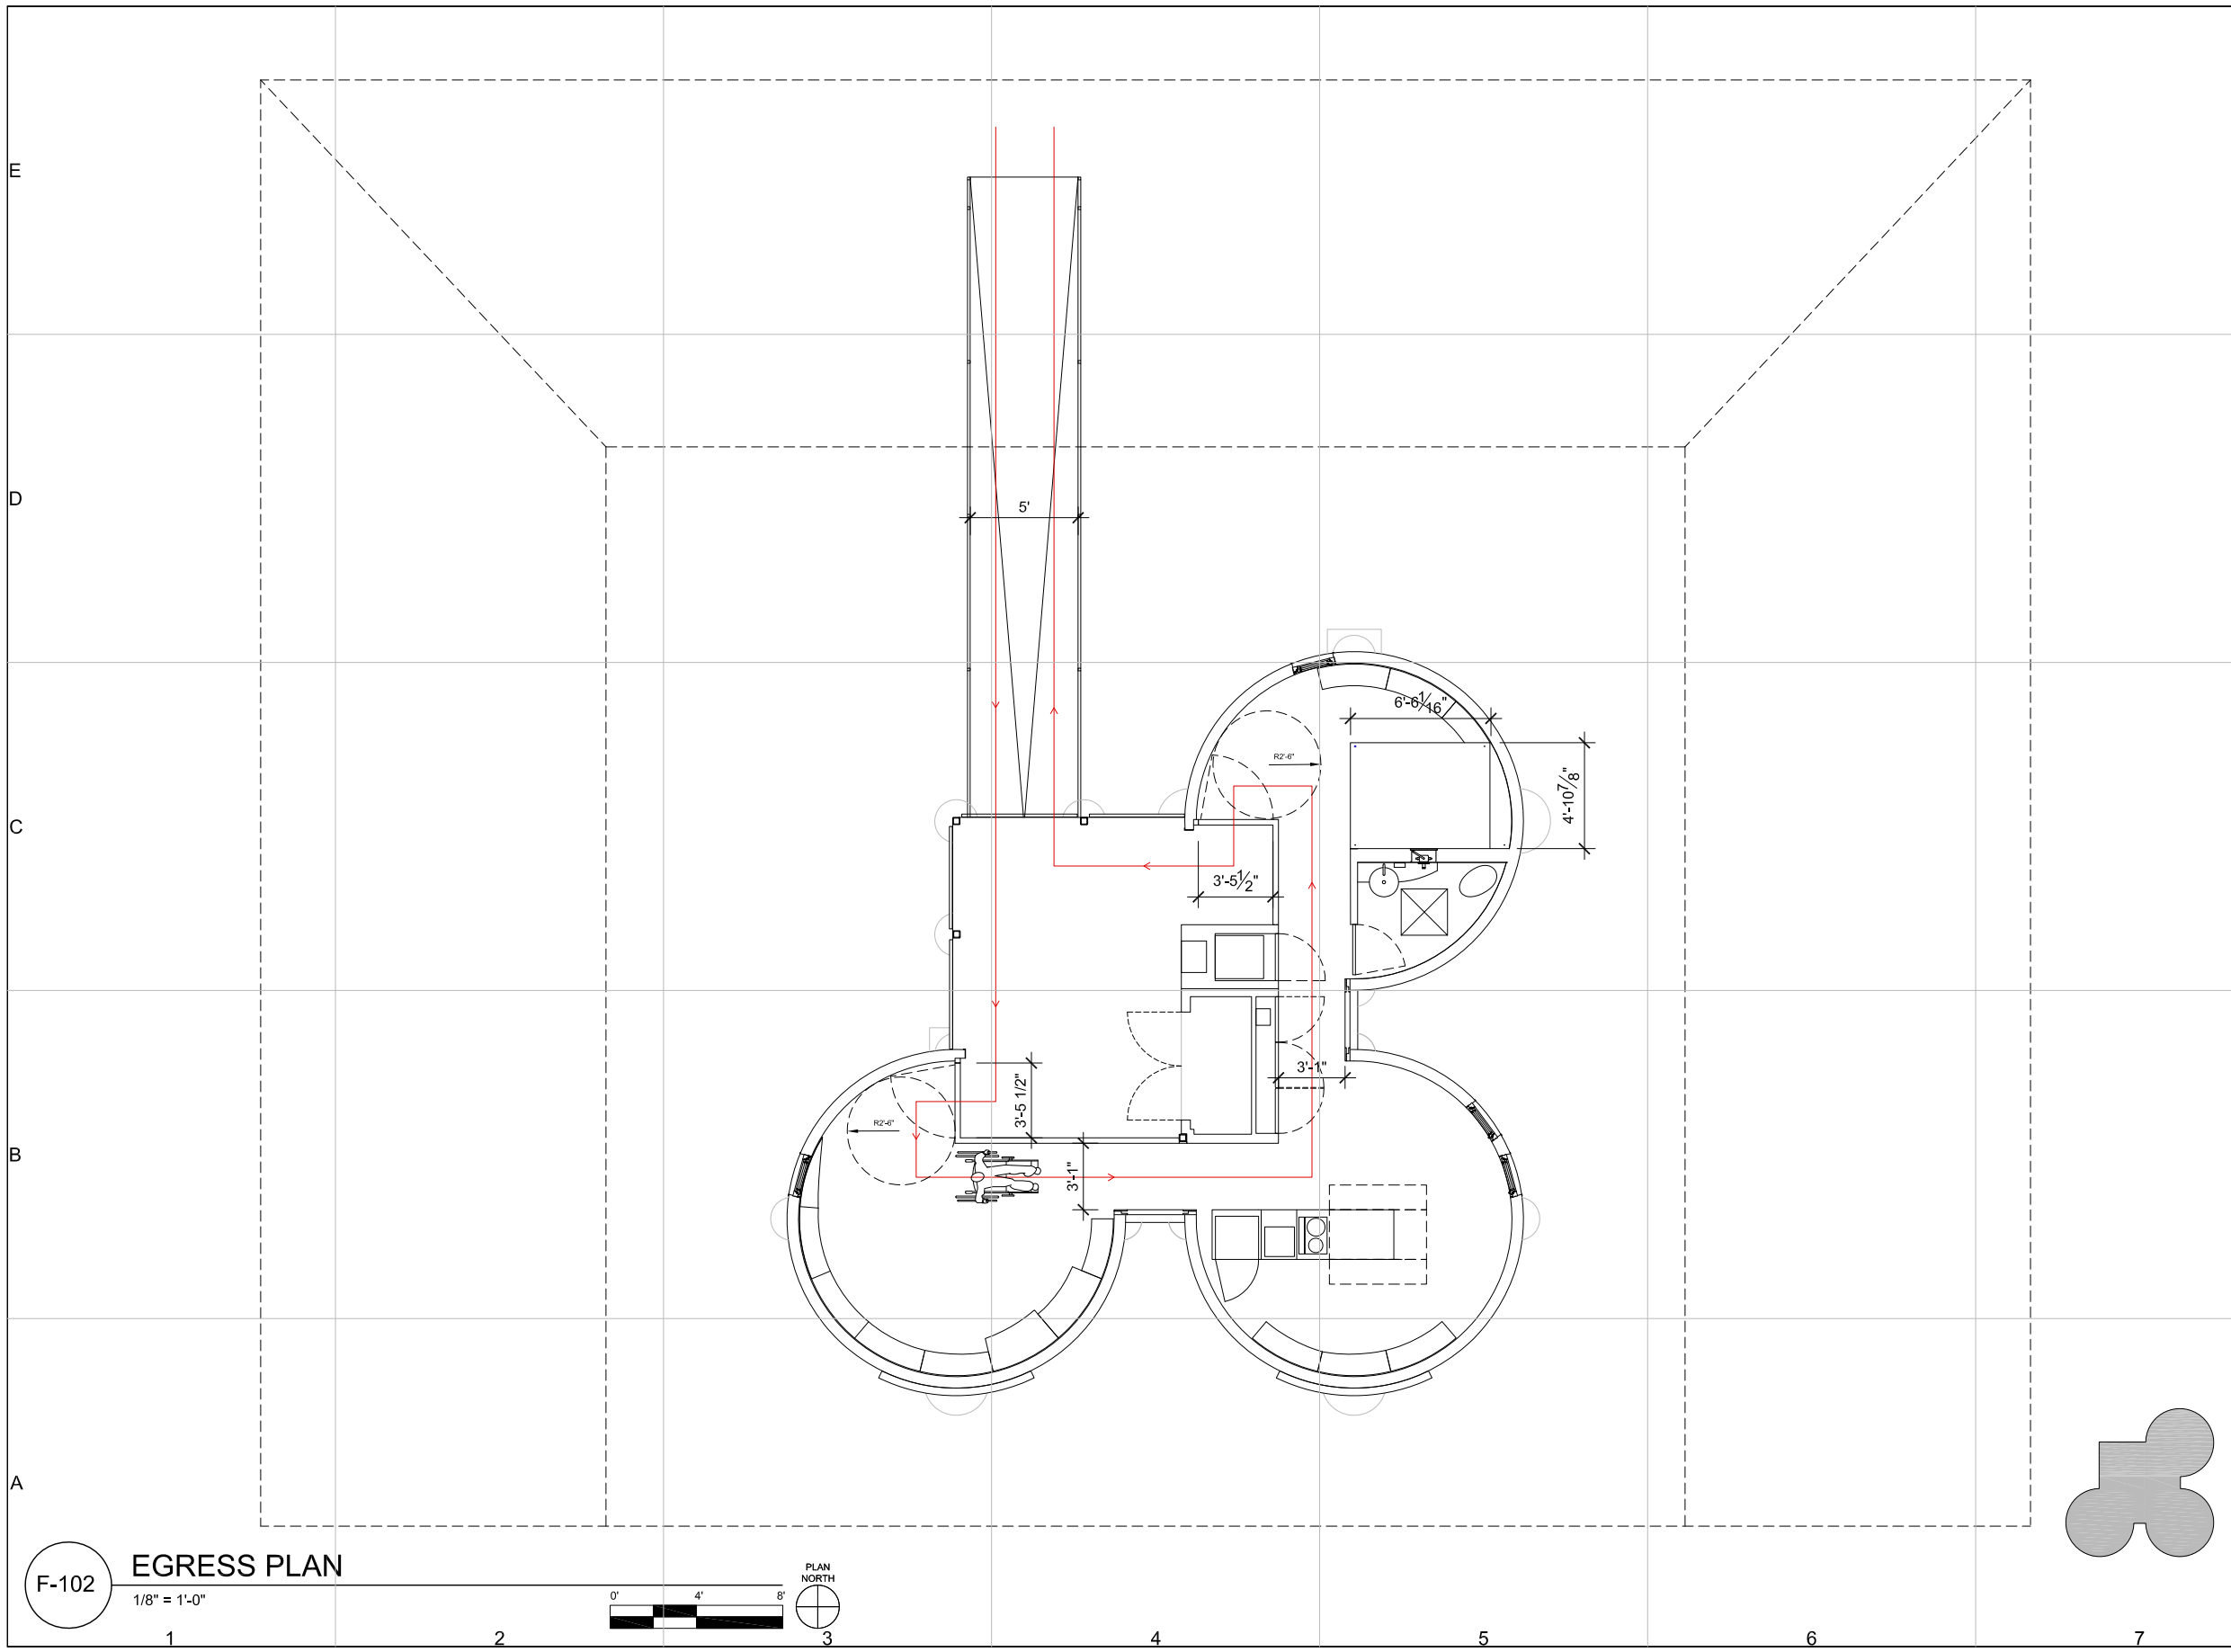 E
D
5'
6'-6 1/16"
R2'-6"
4'-10 7/8"
C
3'-5 1/2"
3'-1"
3'-5 1/2"
R2'-6"
B
3'-1"
A
F-102
EGRESS PLAN
1/8" = 1'-0"
0' 4' 8'
PLAN
NORTH
1 2 3 4 5 6 7